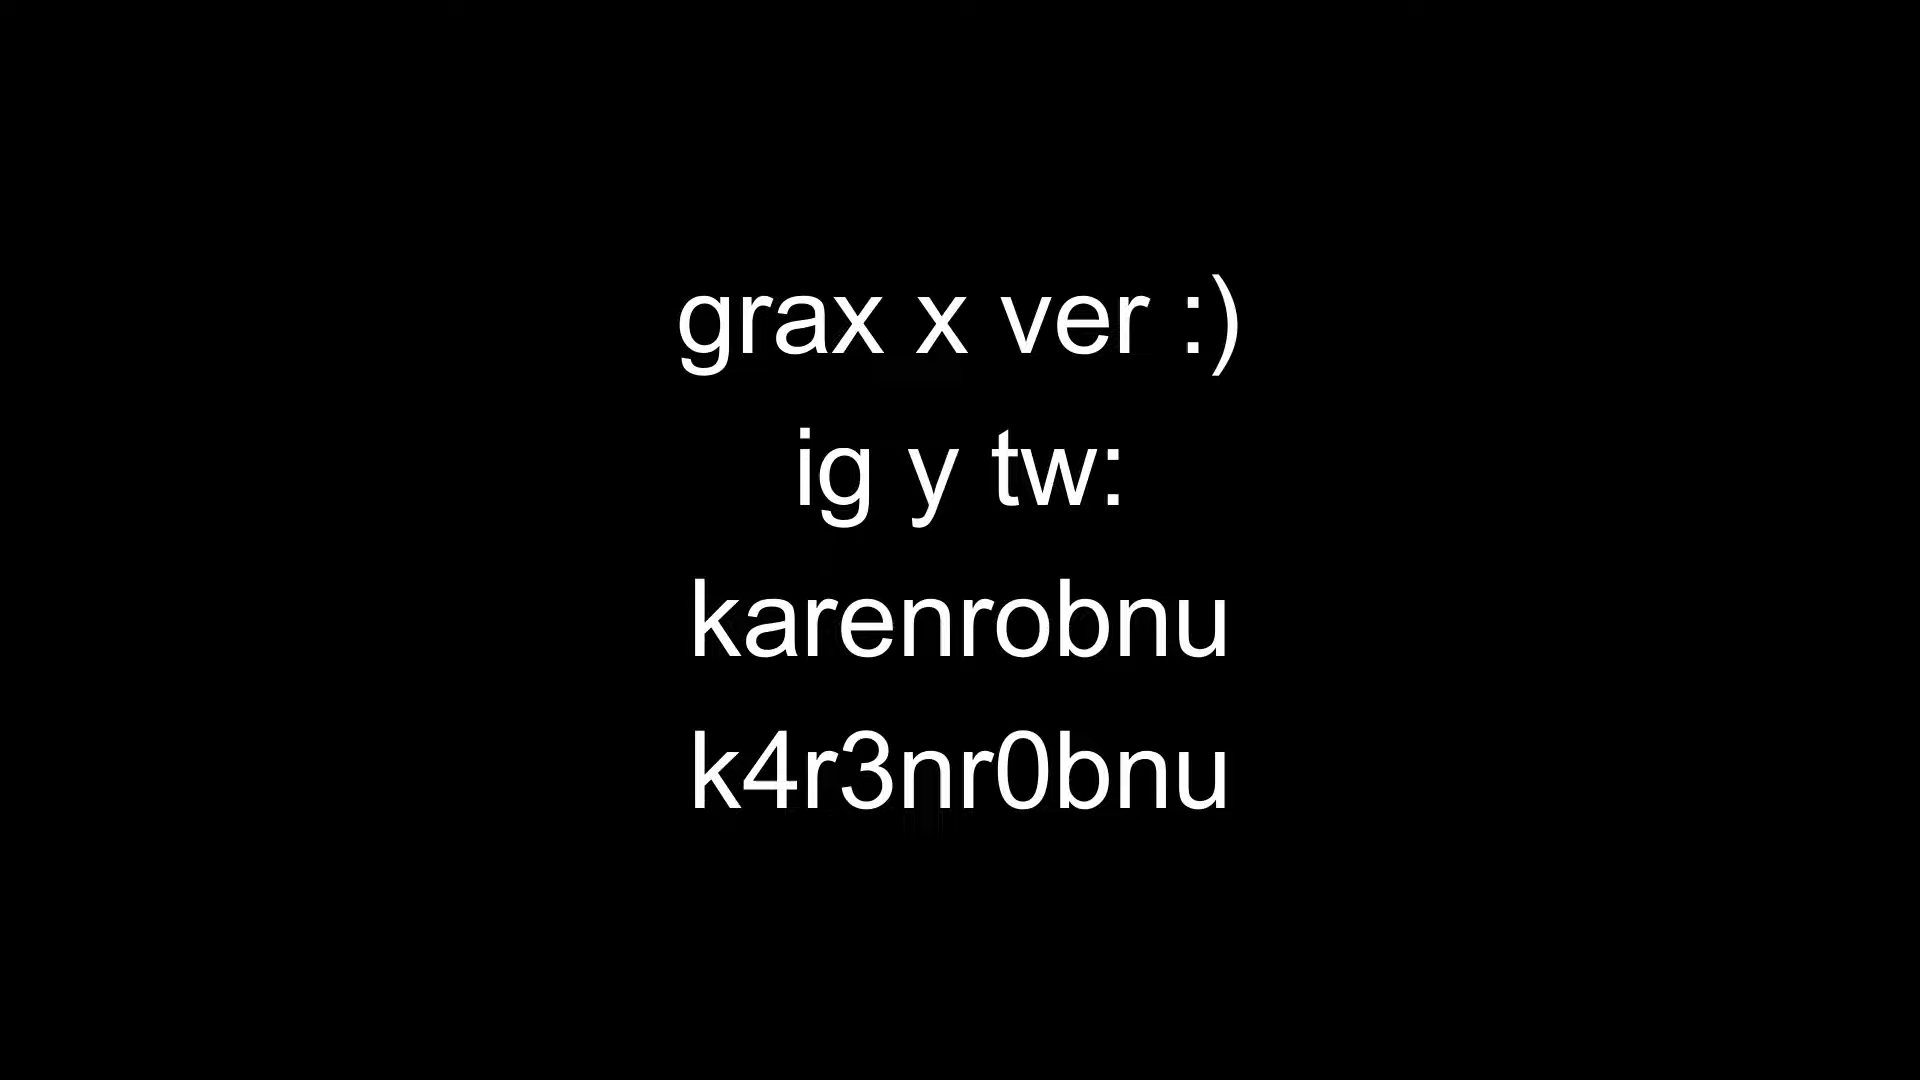 grax x ver :)
ig y tw:
karenrobnu
k4r3nr0bnu